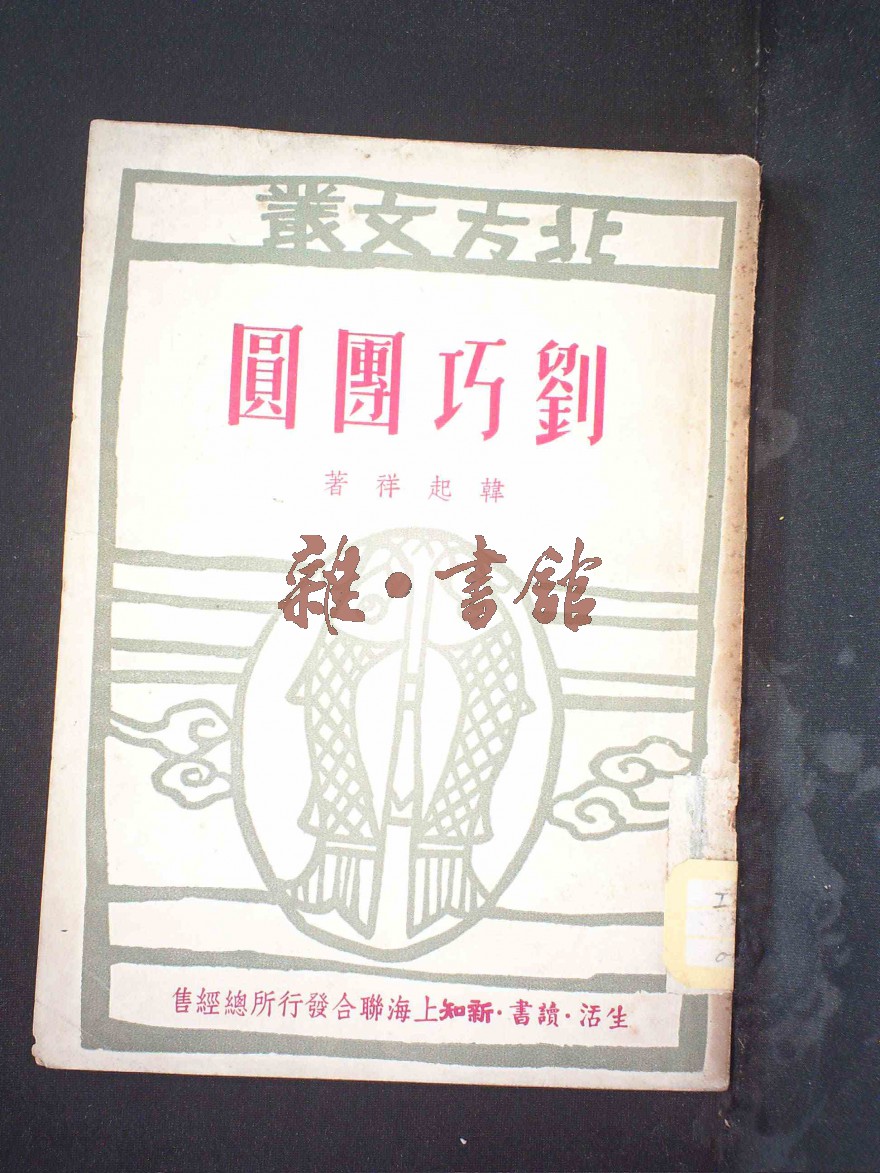 北方文叢
劉巧團圓
韓起祥著
雜·書館
生活·讀書·新知上海聯合發行所總經售